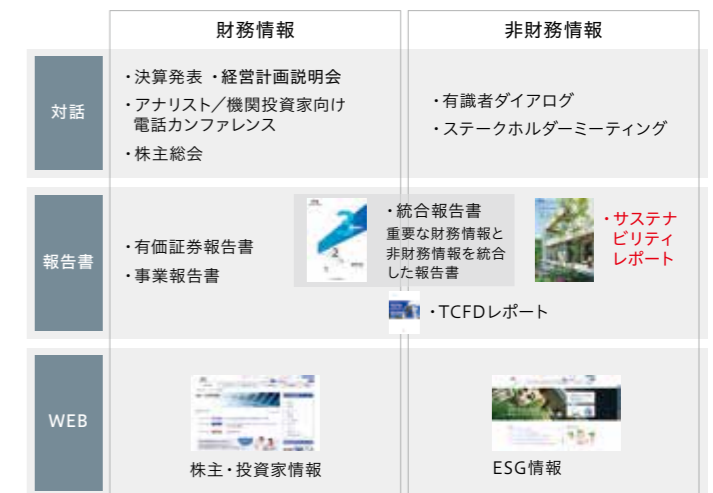 財務情報
非財務情報
対話
・決算発表 ・経営計画説明会
・アナリスト／機関投資家向け
電話カンファレンス
・株主総会
・有識者ダイアログ
・ステークホルダーミーティング
報告書
・有価証券報告書
・事業報告書
・統合報告書
重要な財務情報と
非財務情報を統合
した報告書
・サステナ
ビリティ
レポート
・TCFDレポート
WEB
株主・投資家情報
ESG情報